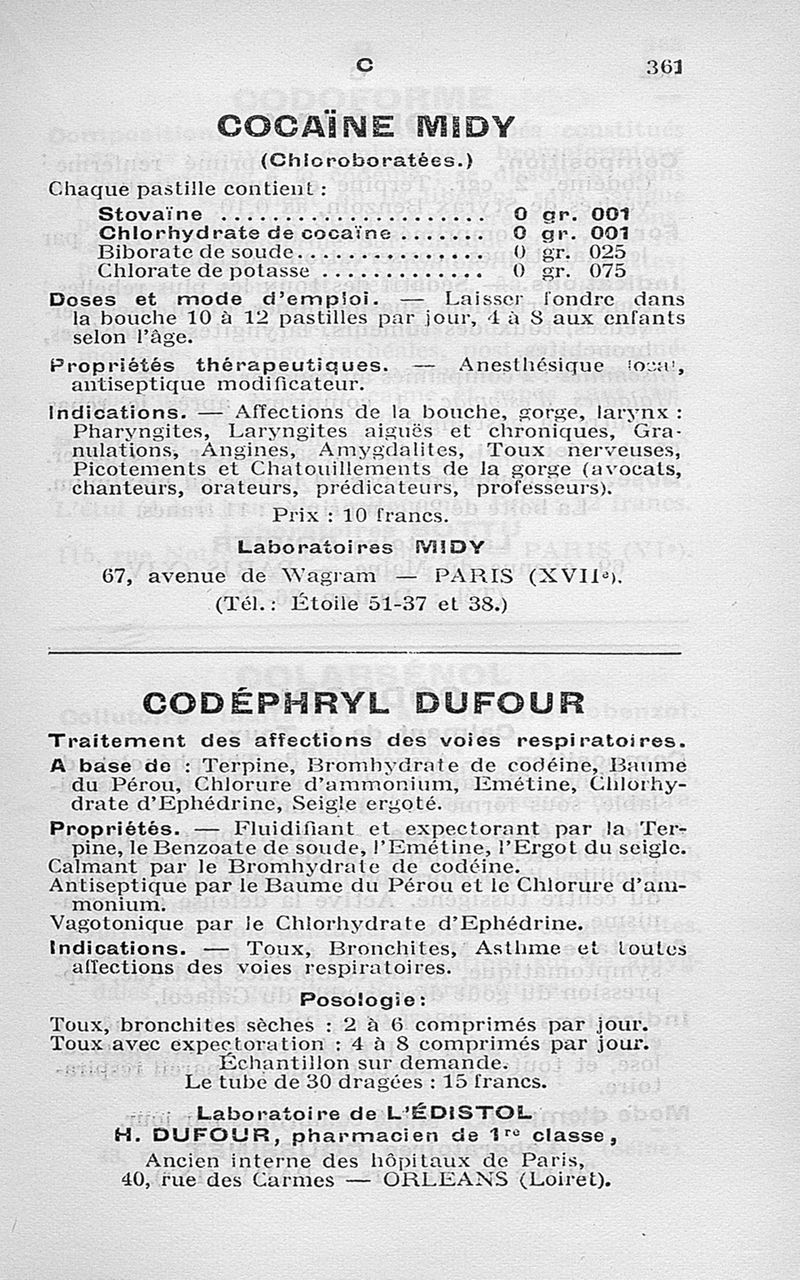 C 361
COCAÏNE MIDY
(Chloroboratées.)
Chaque pastille contient :
Stovaïne ..................... 0 gr. 001
Chlorhydrate de cocaïne ....... 0 gr. 001
Biborate de soude............... 0 gr. 025
Chlorate de potasse ............. 0 gr. 075
Doses et mode d'emploi. — Laisser fondre dans
la bouche 10 à 12 pastilles par jour, 4 à 8 aux enfants
selon l'âge.
Propriétés thérapeutiques. — Anesthésique local,
antiseptique modificateur.
Indications. — Affections de la bouche, gorge, larynx :
Pharyngites, Laryngites aiguës et chroniques, Gra-
nulations, Angines, Amygdalites, Toux nerveuses,
Picotements et Chatouillements de la gorge (avocats,
chanteurs, orateurs, prédicateurs, professeurs).
Prix : 10 francs.
Laboratoires MIDY
67, avenue de Wagram — PARIS (XVIIe).
(Tél. : Étoile 51-37 et 38.)
CODÉPHRYL DUFOUR
Traitement des affections des voies respiratoires.
A base de : Terpine, Bromhydrate de codéine, Baume
du Pérou, Chlorure d'ammonium, Emétine, Chlorhy-
drate d'Ephédrine, Seigle ergoté.
Propriétés. — Fluidifiant et expectorant par la Ter-
pine, le Benzoate de soude, l'Emétine, l'Ergot du seigle.
Calmant par le Bromhydrate de codéine.
Antiseptique par le Baume du Pérou et le Chlorure d'am-
monium.
Vagotonique par le Chlorhydrate d'Ephédrine.
Indications. — Toux, Bronchites, Asthme et toutes
affections des voies respiratoires.
Posologie :
Toux, bronchites sèches : 2 à 6 comprimés par jour.
Toux avec expectoration : 4 à 8 comprimés par jour.
Échantillon sur demande.
Le tube de 30 dragées : 15 francs.
Laboratoire de L'ÉDISTOL
H. DUFOUR, pharmacien de 1re classe,
Ancien interne des hôpitaux de Paris,
40, rue des Carmes — ORLEANS (Loiret).